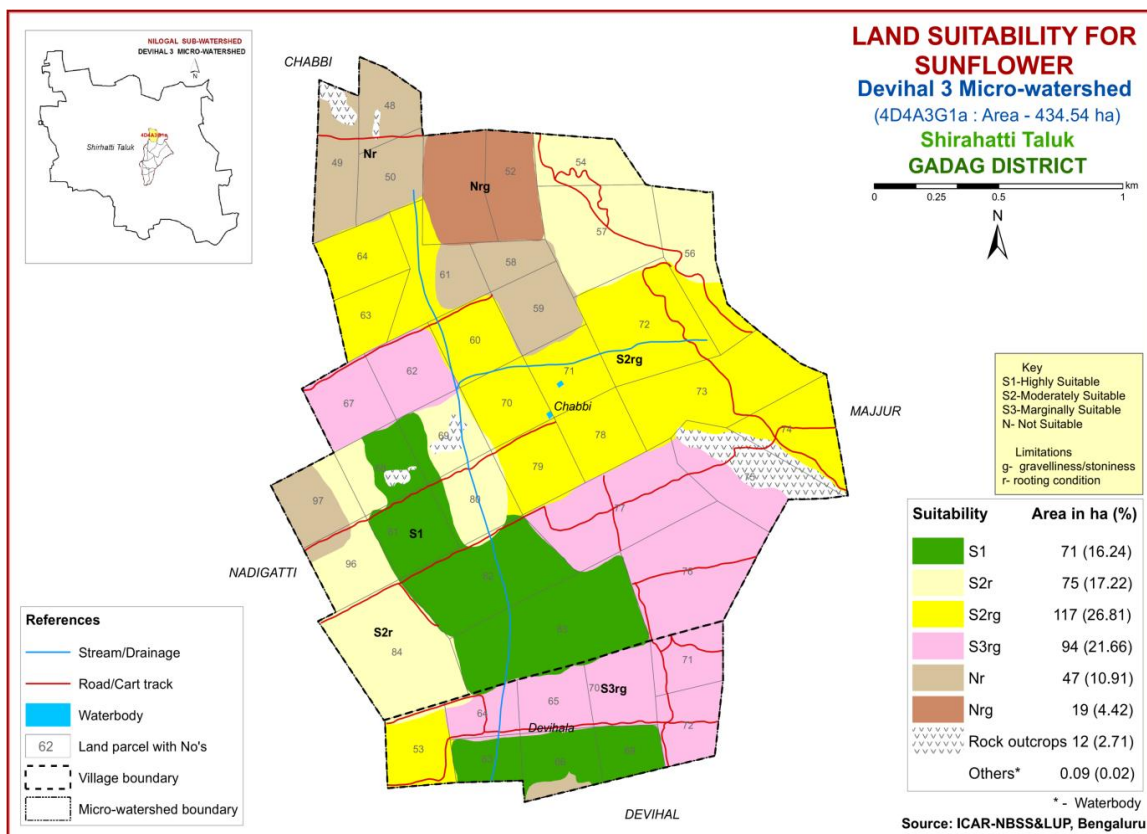 NILOGAL SUB-WATERSHED
DEVIHAL 3 MICRO-WATERSHED
N
4D4A3G1a
Shirhatti Taluk
LAND SUITABILITY FOR
SUNFLOWER
Devihal 3 Micro-watershed
(4D4A3G1a : Area - 434.54 ha)
Shirahatti Taluk
GADAG DISTRICT
0 0.25 0.5 1
km
N
CHABBI
48
49
Nr
50
Nrg
52
54
57
56
64
61
58
63
59
60
72
62
71
S2rg
67
70
Chabbi
73
MAJJUR
69
78
74
79
75
97
80
77
81
S1
96
82
76
NADIGATTI
S2r
84
83
71
70
S3rg
65
64
72
Devihala
53
DEVIHAL
Key
S1-Highly Suitable
S2-Moderately Suitable
S3-Marginally Suitable
N- Not Suitable
Limitations
g- gravelliness/stoniness
r- rooting condition
Suitability Area in ha (%)
S1 71 (16.24)
S2r 75 (17.22)
S2rg 117 (26.81)
S3rg 94 (21.66)
Nr 47 (10.91)
Nrg 19 (4.42)
Rock outcrops 12 (2.71)
Others* 0.09 (0.02)
* - Waterbody
Source: ICAR-NBSS&LUP, Bengaluru
References
Stream/Drainage
Road/Cart track
Waterbody
62 Land parcel with No's
Village boundary
Micro-watershed boundary